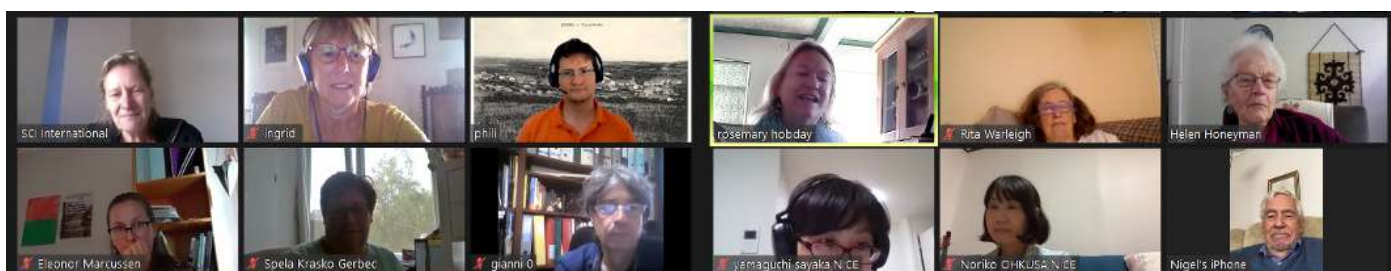 SCI International
ingrid
phili
rosemary hobday
Rita Warleigh
Helen Honeyman
Eleonor Marcussen
Spela Krasko Gerbec
gianni 0
yamaguchi-sayaka NICE
Noriko OHKUSA NICE
Nigel's iPhone